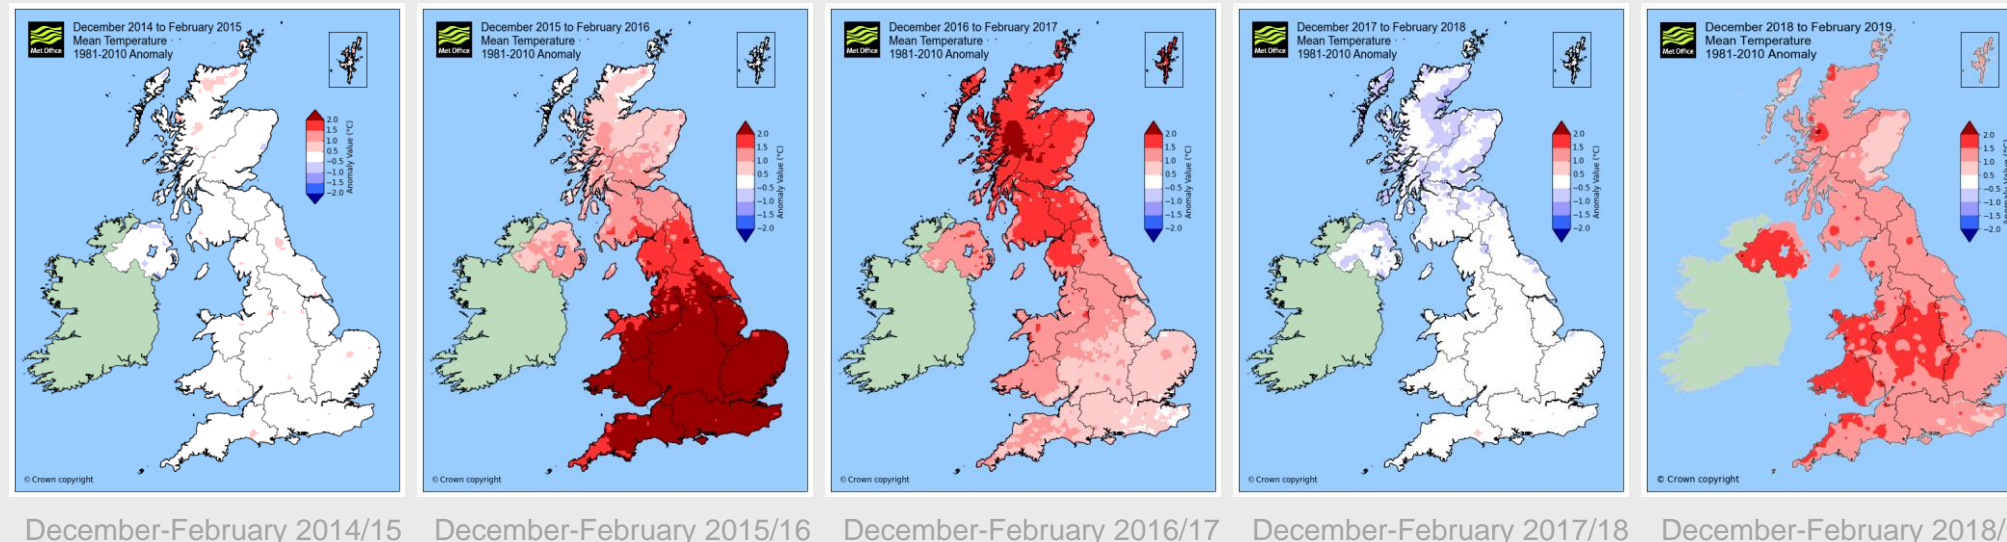 Met Office
December 2014 to February 2015
Mean Temperature
1981-2010 Anomaly
2.0
1.5
1.0
0.5
−0.5
−1.0
−1.5
−2.0
Anomaly Value (°C)
© Crown copyright
Met Office
December 2015 to February 2016
Mean Temperature
1981-2010 Anomaly
2.0
1.5
1.0
0.5
−0.5
−1.0
−1.5
−2.0
Anomaly Value (°C)
© Crown copyright
Met Office
December 2016 to February 2017
Mean Temperature
1981-2010 Anomaly
2.0
1.5
1.0
0.5
−0.5
−1.0
−1.5
−2.0
Anomaly Value (°C)
© Crown copyright
Met Office
December 2017 to February 2018
Mean Temperature
1981-2010 Anomaly
2.0
1.5
1.0
0.5
−0.5
−1.0
−1.5
−2.0
Anomaly Value (°C)
© Crown copyright
Met Office
December 2018 to February 2019
Mean Temperature
1981-2010 Anomaly
2.0
1.5
1.0
0.5
−0.5
−1.0
−1.5
−2.0
Anomaly Value (°C)
© Crown copyright
December-February 2014/15
December-February 2015/16
December-February 2016/17
December-February 2017/18
December-February 2018/